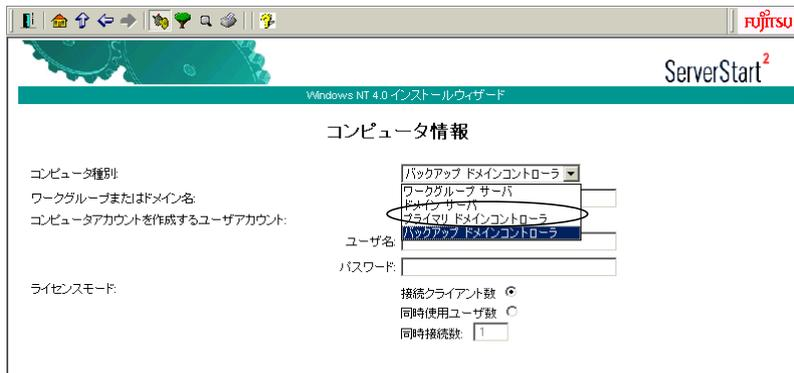 FUJITSU
ServerStart2
Windows NT 4.0 インストールウィザード
コンピュータ情報
コンピュータ種別:
バックアップ ドメインコントローラ
ワークグループ サーバ
ドメイン サーバ
プライマリ ドメインコントローラ
バックアップ ドメインコントローラ
ワークグループまたはドメイン名:
コンピュータアカウントを作成するユーザアカウント:
ユーザ名:
パスワード:
ライセンスモード:
接続クライアント数
同時使用ユーザ数
同時接続数: 1